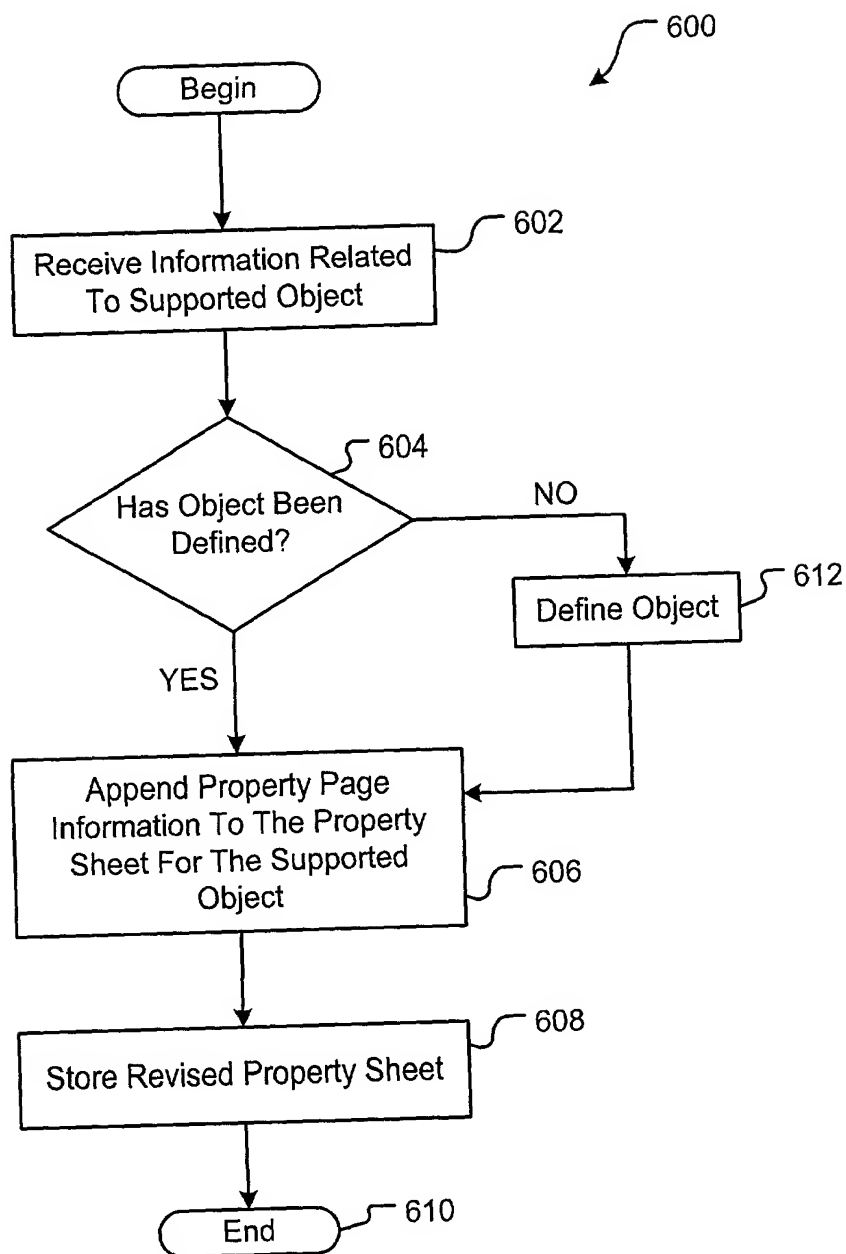 600
Begin
602
Receive Information Related
To Supported Object
604
Has Object Been
Defined?
NO
612
Define Object
YES
Append Property Page
Information To The Property
Sheet For The Supported
Object
606
608
Store Revised Property Sheet
End
610